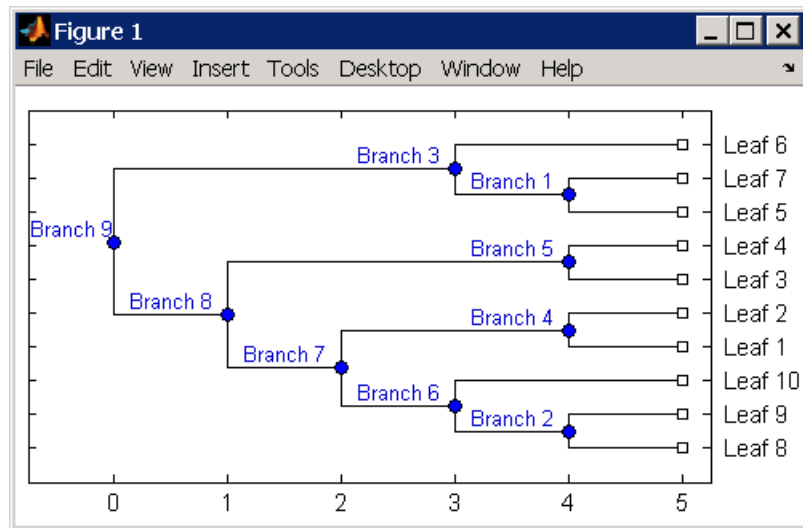 Figure 1
File Edit View Insert Tools Desktop Window Help
Leaf 6
Branch 3
Leaf 7
Branch 1
Leaf 5
Branch 9
Leaf 4
Branch 5
Leaf 3
Branch 8
Leaf 2
Branch 4
Leaf 1
Branch 7
Leaf 10
Branch 6
Leaf 9
Branch 2
Leaf 8
0 1 2 3 4 5